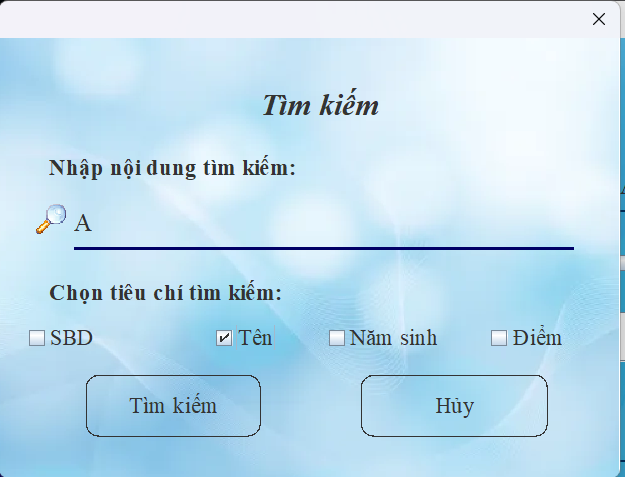 Tìm kiếm
Nhập nội dung tìm kiếm:
A
Chọn tiêu chí tìm kiếm:
SBD Tên Năm sinh Điểm
Tìm kiếm Hủy